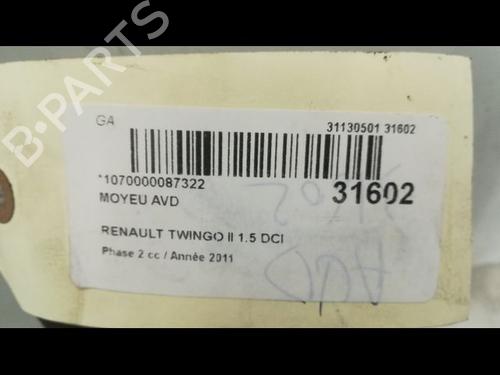 B-PARTS
GA
31130501 31602
*1070000087322
31602
MOYEU AVD
RENAULT TWINGO II 1.5 DCI
Phase 2 cc / Année 2011